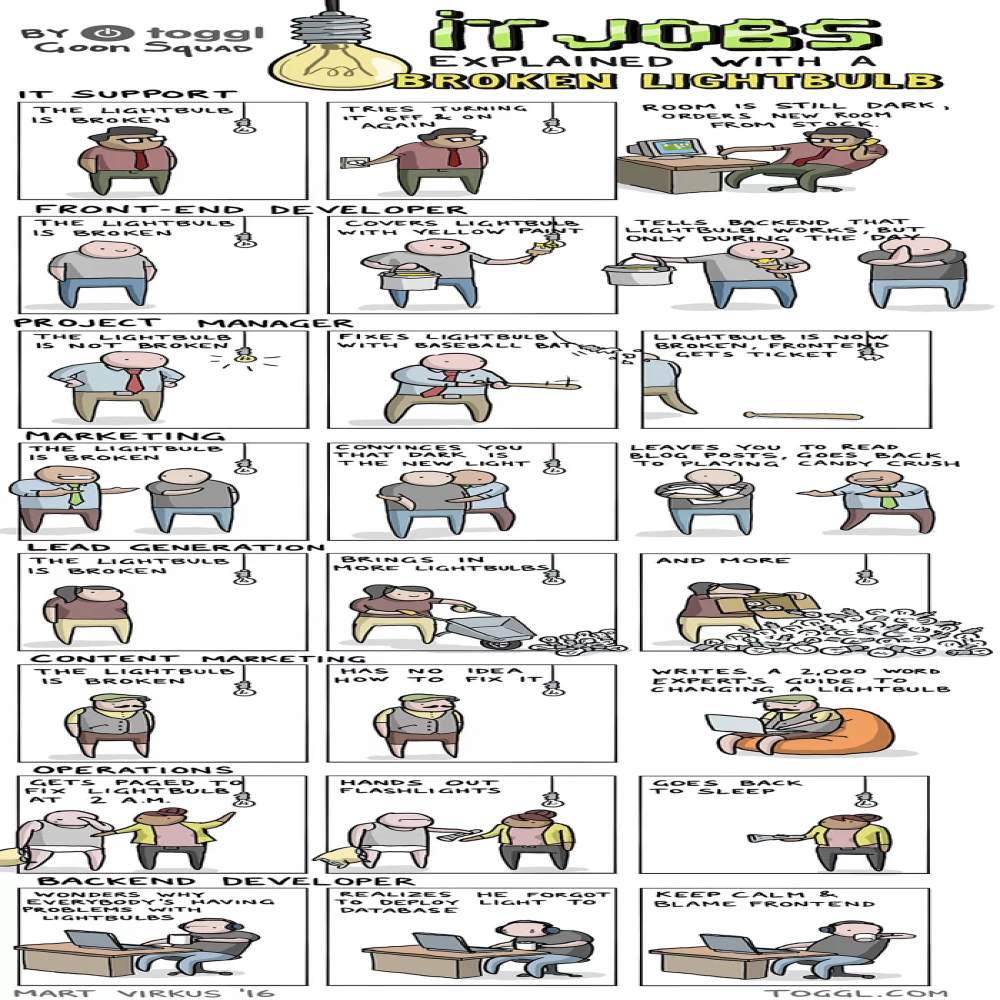 BY toggl
Goon Squad
IT JOBS
EXPLAINED WITH A
BROKEN LIGHTBULB
IT SUPPORT
THE LIGHTBULB
IS BROKEN
TRIES TURNING
IT OFF & ON
AGAIN
ROOM IS STILL DARK,
ORDERS NEW ROOM
FROM STOCK.
FRONT-END DEVELOPER
THE LIGHTBULB
IS BROKEN
COVERS LIGHTBULB
WITH YELLOW PAINT
TELLS BACKEND THAT
LIGHTBULB WORKS, BUT
ONLY DURING THE DAY
PROJECT MANAGER
THE LIGHTBULB
IS NOT BROKEN
FIXES LIGHTBULB
WITH BASEBALL BAT
LIGHTBULB IS NOW
BROKEN, FRONTEND
GETS TICKET
MARKETING
THE LIGHTBULB
IS BROKEN
CONVINCES YOU
THAT DARK IS
THE NEW LIGHT
LEAVES YOU TO READ
BLOG POSTS, GOES BACK
TO PLAYING CANDY CRUSH
LEAD GENERATION
THE LIGHTBULB
IS BROKEN
BRINGS IN
MORE LIGHTBULBS
AND MORE
CONTENT MARKETING
THE LIGHTBULB
IS BROKEN
HAS NO IDEA
HOW TO FIX IT
WRITES A 2,000 WORD
EXPERT'S GUIDE TO
CHANGING A LIGHTBULB
OPERATIONS
GETS PAGED TO
FIX LIGHTBULB
AT 2 A.M.
HANDS OUT
FLASHLIGHTS
GOES BACK
TO SLEEP
BACKEND DEVELOPER
WONDERS WHY
EVERYBODY'S HAVING
PROBLEMS WITH
LIGHTBULBS
REALIZES HE FORGOT
TO DEPLOY LIGHT TO
DATABASE
KEEP CALM &
BLAME FRONTEND
MART VIRKUS '16
TOGGL.COM